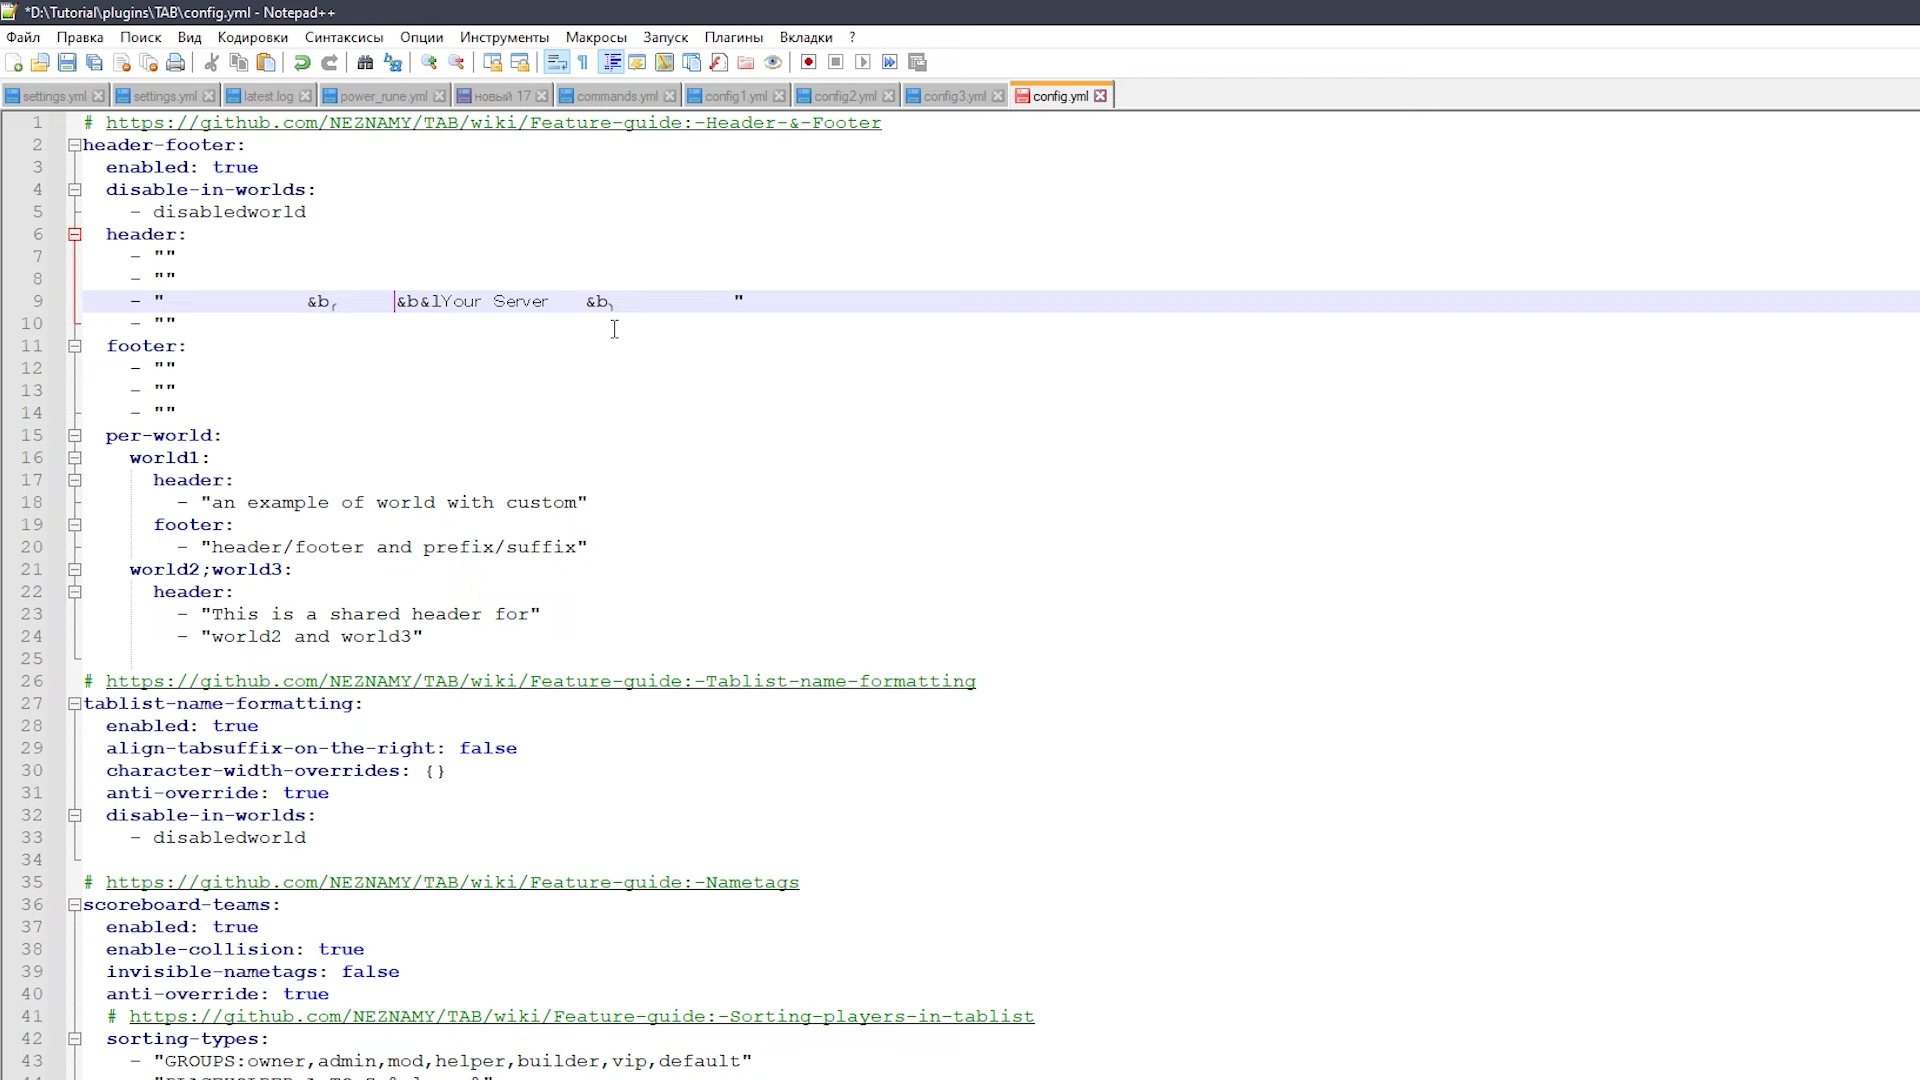 *D:\Tutorial\plugins\TAB\config.yml - Notepad++
Файл Правка Поиск Вид Кодировки Синтаксисы Опции Инструменты Макросы Запуск Плагины Вкладки ?
settings.yml settings.yml latest.log power_rune.yml новый 17 commands.yml config1.yml config2.yml config3.yml config.yml
1 # https://github.com/NEZNAMY/TAB/wiki/Feature-guide:-Header-&-Footer
2 header-footer:
3 enabled: true
4 disable-in-worlds:
5 - disabledworld
6 header:
7 - ""
8 - ""
9 - " &b &b&lYour Server &b "
10 - ""
11 footer:
12 - ""
13 - ""
14 - ""
15 per-world:
16 world1:
17 header:
18 - "an example of world with custom"
19 footer:
20 - "header/footer and prefix/suffix"
21 world2;world3:
22 header:
23 - "This is a shared header for"
24 - "world2 and world3"
25
26 # https://github.com/NEZNAMY/TAB/wiki/Feature-guide:-Tablist-name-formatting
27 tablist-name-formatting:
28 enabled: true
29 align-tabsuffix-on-the-right: false
30 character-width-overrides: {}
31 anti-override: true
32 disable-in-worlds:
33 - disabledworld
34
35 # https://github.com/NEZNAMY/TAB/wiki/Feature-guide:-Nametags
36 scoreboard-teams:
37 enabled: true
38 enable-collision: true
39 invisible-nametags: false
40 anti-override: true
41 # https://github.com/NEZNAMY/TAB/wiki/Feature-guide:-Sorting-players-in-tablist
42 sorting-types:
43 - "GROUPS:owner,admin,mod,helper,builder,vip,default"